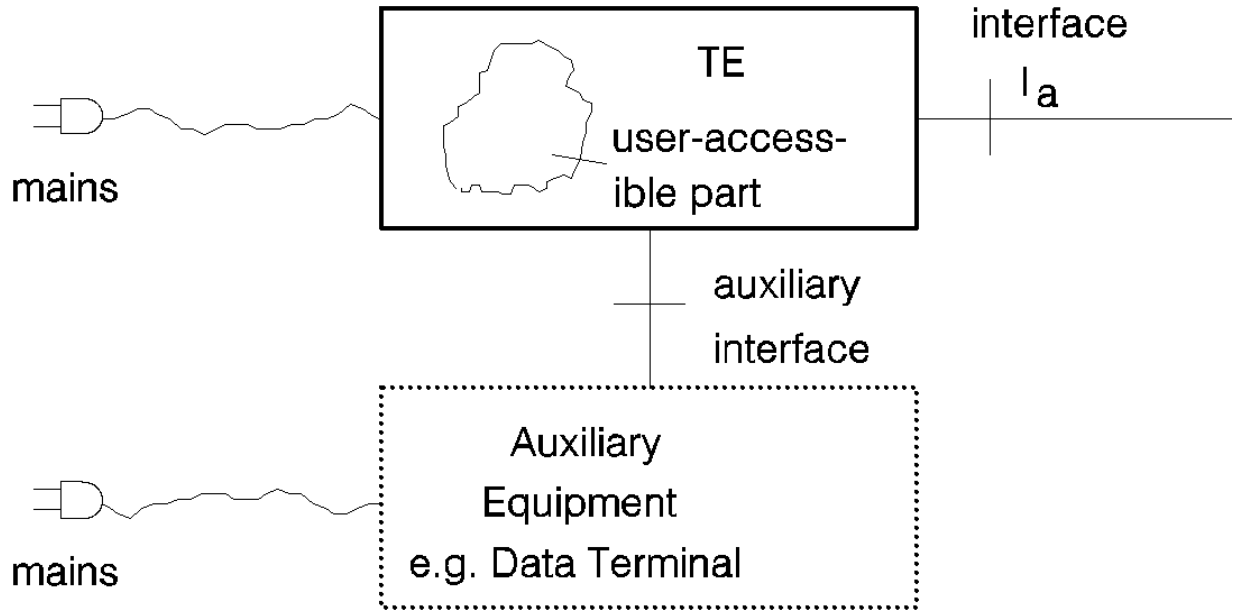 interface
I a
TE
user-access-
ible part
mains
auxiliary
interface
Auxiliary
Equipment
e.g. Data Terminal
mains